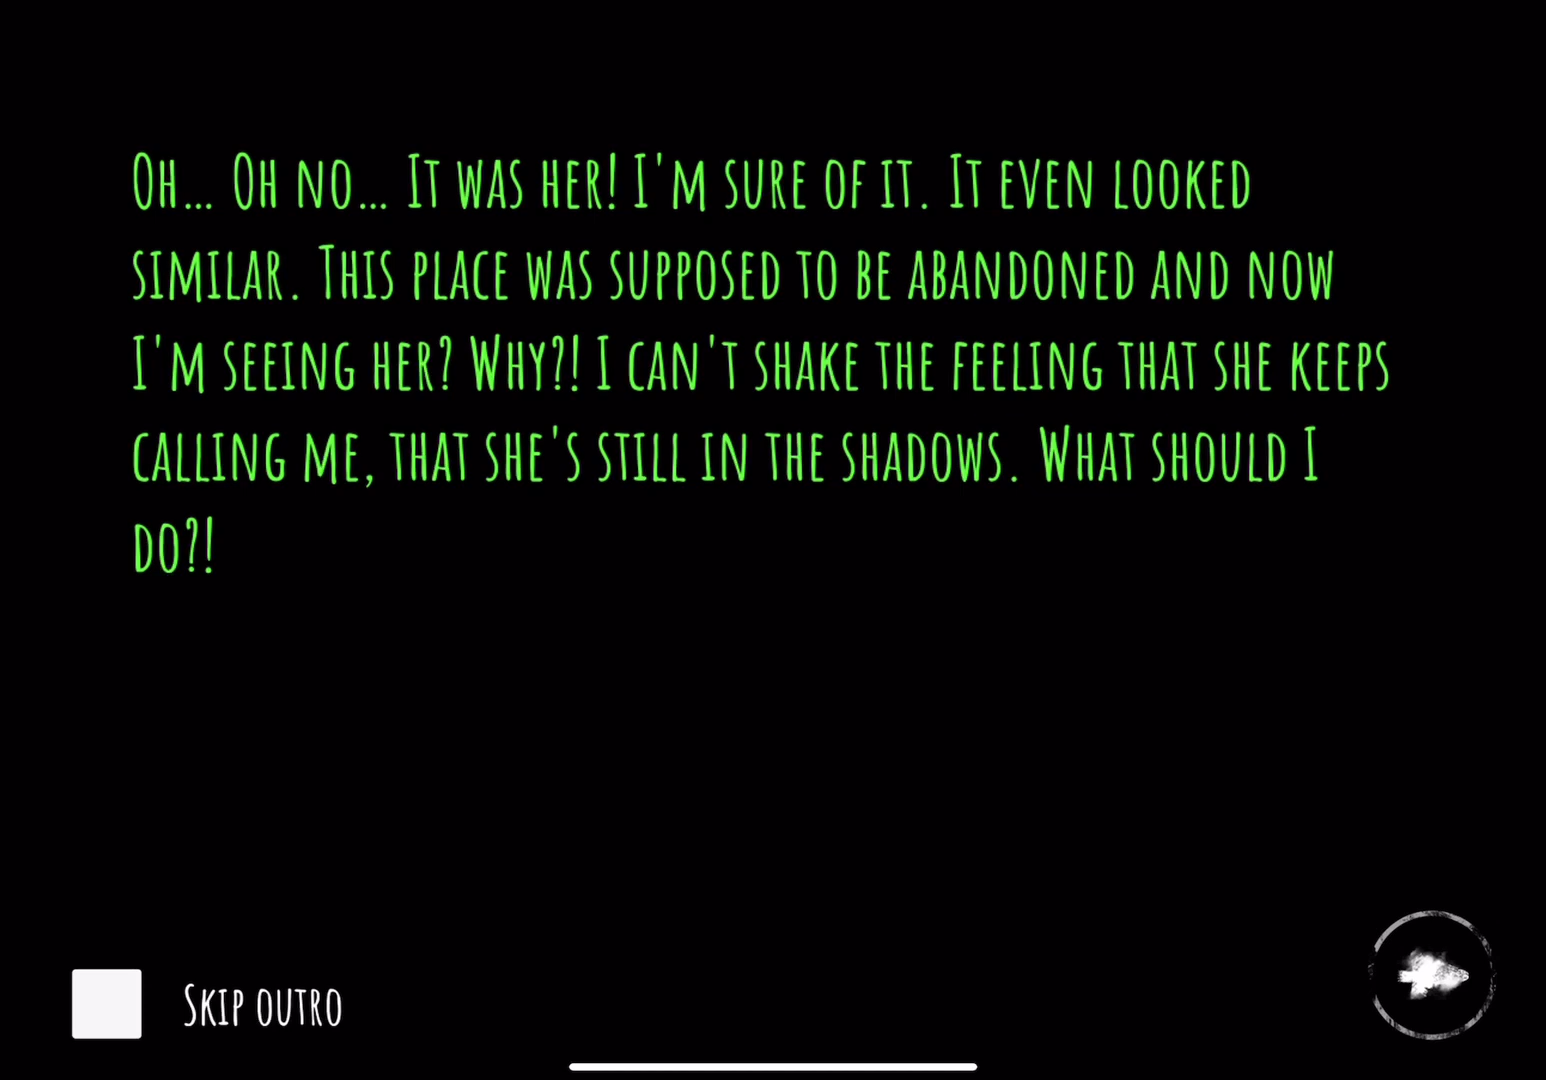 Oh... Oh no... It was her! I'm sure of it. It even looked
similar. This place was supposed to be abandoned and now
I'm seeing her? Why?! I can't shake the feeling that she keeps
calling me, that she's still in the shadows. What should I
do?!
Skip outro